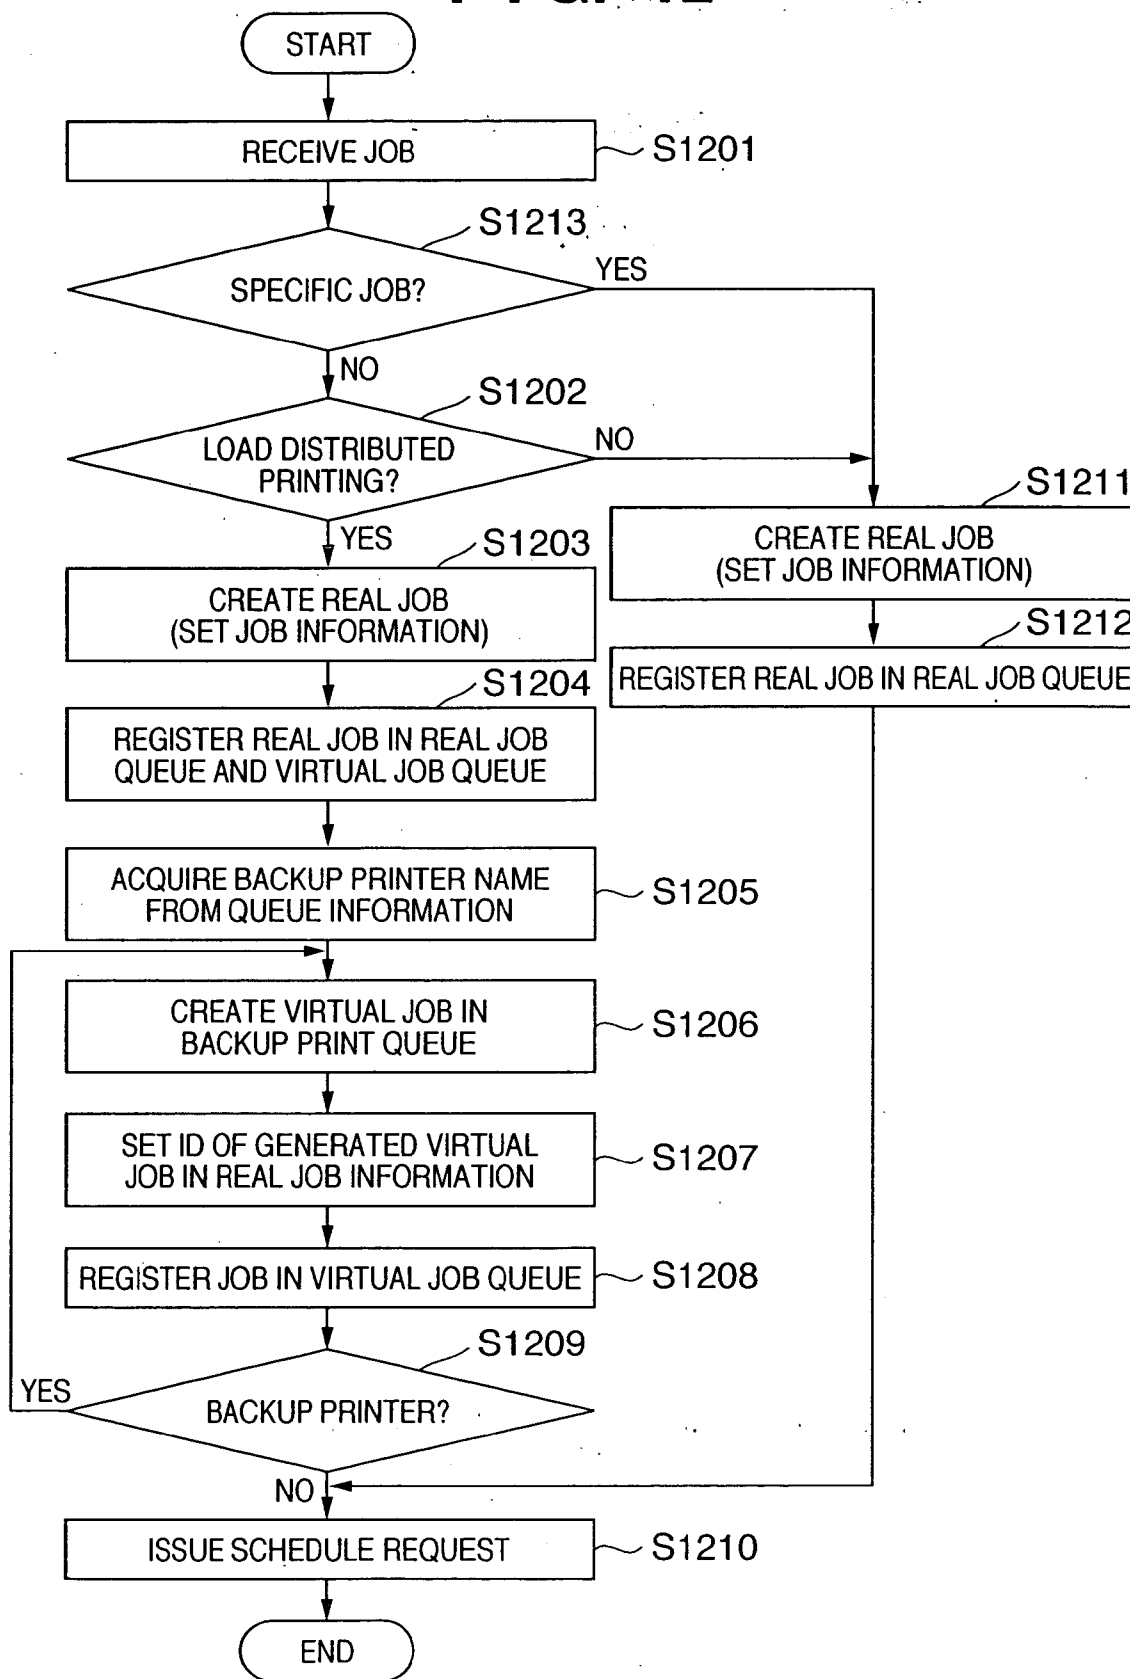 START
RECEIVE JOB
S1201
S1213
SPECIFIC JOB?
YES
NO
S1202
LOAD DISTRIBUTED
PRINTING?
NO
YES
S1211
CREATE REAL JOB
(SET JOB INFORMATION)
S1203
CREATE REAL JOB
(SET JOB INFORMATION)
S1212
REGISTER REAL JOB IN REAL JOB QUEUE
S1204
REGISTER REAL JOB IN REAL JOB
QUEUE AND VIRTUAL JOB QUEUE
ACQUIRE BACKUP PRINTER NAME
FROM QUEUE INFORMATION
S1205
CREATE VIRTUAL JOB IN
BACKUP PRINT QUEUE
S1206
SET ID OF GENERATED VIRTUAL
JOB IN REAL JOB INFORMATION
S1207
REGISTER JOB IN VIRTUAL JOB QUEUE
S1208
S1209
YES
BACKUP PRINTER?
NO
ISSUE SCHEDULE REQUEST
S1210
END